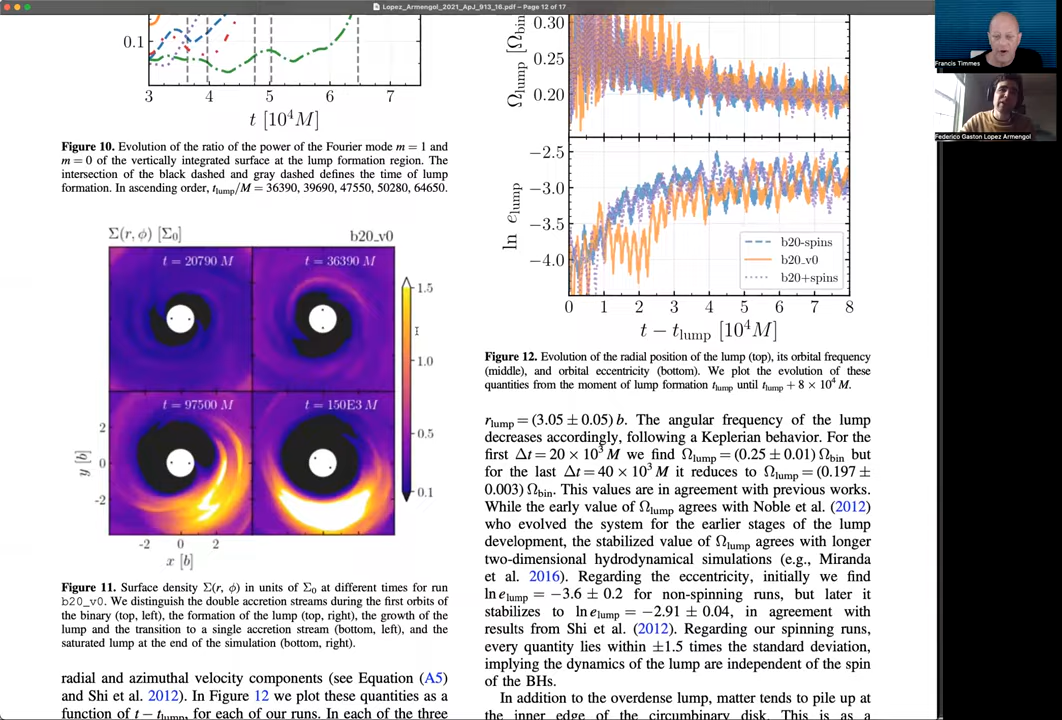 Lopez_Armengol_2021_ApJ_913_16.pdf – Page 12 of 17
0.1
3 4 5 6 7
t [10⁴M]
Figure 10. Evolution of the ratio of the power of the Fourier mode m = 1 and
m = 0 of the vertically integrated surface at the lump formation region. The
intersection of the black dashed and gray dashed defines the time of lump
formation. In ascending order, t_lump/M = 36390, 39690, 47550, 50280, 64650.
Σ(r, ϕ) [Σ₀] b20_v0
t = 20790 M t = 36390 M
t = 97500 M t = 150E3 M
1.5
1.0
0.5
0.1
2
0
-2
y [b]
-2 0 2
x [b]
Figure 11. Surface density Σ(r, ϕ) in units of Σ₀ at different times for run
b20_v0. We distinguish the double accretion streams during the first orbits of
the binary (top, left), the formation of the lump (top, right), the growth of the
lump and the transition to a single accretion stream (bottom, left), and the
saturated lump at the end of the simulation (bottom, right).
radial and azimuthal velocity components (see Equation (A5)
and Shi et al. 2012). In Figure 12 we plot these quantities as a
function of t − t_lump, for each of our runs. In each of the three
0.30
0.25
0.20
Ω_lump [Ω_bin]
-2.5
-3.0
-3.5
-4.0
ln e_lump
b20-spins
b20_v0
b20+spins
0 1 2 3 4 5 6 7 8
t − t_lump [10⁴M]
Figure 12. Evolution of the radial position of the lump (top), its orbital frequency
(middle), and orbital eccentricity (bottom). We plot the evolution of these
quantities from the moment of lump formation t_lump until t_lump + 8 × 10⁴ M.
r_lump = (3.05 ± 0.05) b. The angular frequency of the lump
decreases accordingly, following a Keplerian behavior. For the
first Δt = 20 × 10³ M we find Ω_lump = (0.25 ± 0.01) Ω_bin but
for the last Δt = 40 × 10³ M it reduces to Ω_lump = (0.197 ±
0.003) Ω_bin. This values are in agreement with previous works.
While the early value of Ω_lump agrees with Noble et al. (2012)
who evolved the system for the earlier stages of the lump
development, the stabilized value of Ω_lump agrees with longer
two-dimensional hydrodynamical simulations (e.g., Miranda
et al. 2016). Regarding the eccentricity, initially we find
ln e_lump = −3.6 ± 0.2 for non-spinning runs, but later it
stabilizes to ln e_lump = −2.91 ± 0.04, in agreement with
results from Shi et al. (2012). Regarding our spinning runs,
every quantity lies within ±1.5 times the standard deviation,
implying the dynamics of the lump are independent of the spin
of the BHs.
In addition to the overdense lump, matter tends to pile up at
the inner edge of the circumbinary disk. This is as a
Francis Timmes
Federico Gaston Lopez Armengol